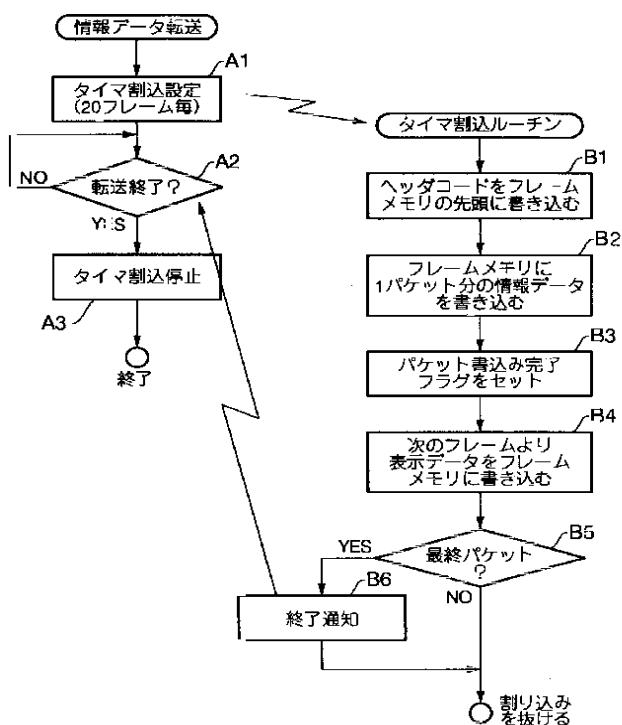 情報データ転送
A1
タイマ割込設定
(20フレーム毎)
A2
転送終了?
NO
YES
タイマ割込停止
A3
終了
タイマ割込ルーチン
B1
ヘッダコードをフレーム
メモリの先頭に書き込む
B2
フレームメモリに
1パケット分の情報データ
を書き込む
B3
パケット書込み完了
フラグをセット
B4
次のフレームより
表示データをフレーム
メモリに書き込む
B5
最終パケット
?
YES
NO
B6
終了通知
割り込み
を抜ける